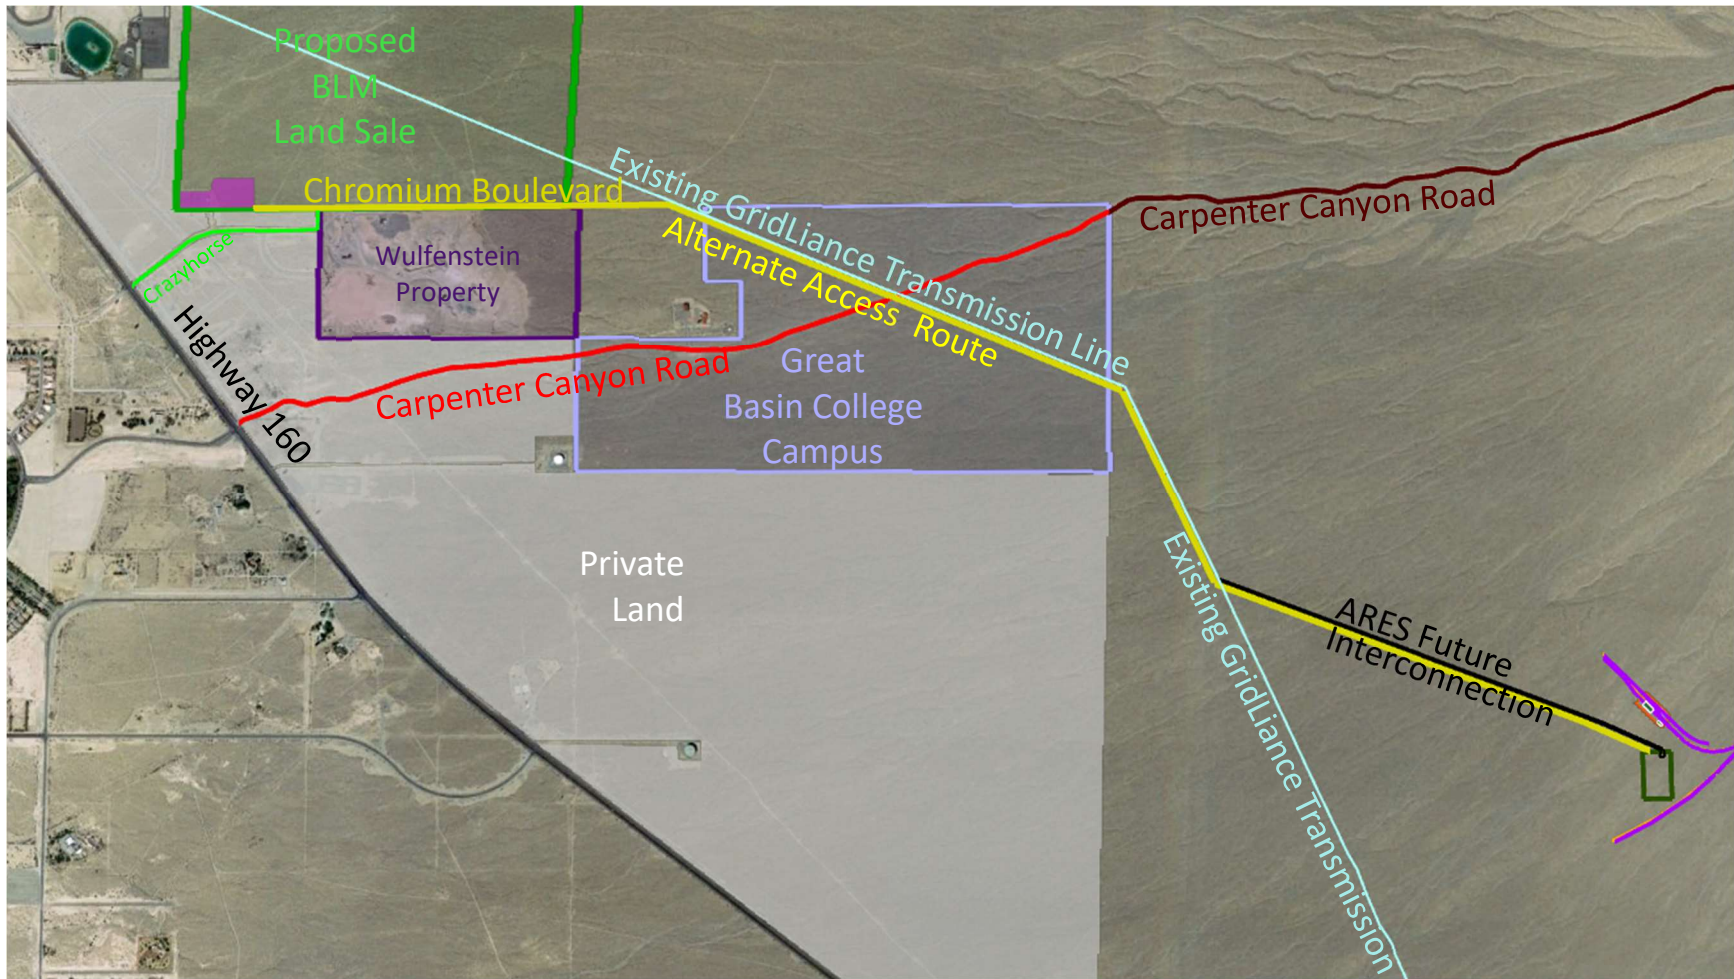 Proposed
BLM
Land Sale
Chromium Boulevard
Existing GridLiance Transmission Line
Alternate Access Route
Carpenter Canyon Road
Crazyhorse
Wulfenstein
Property
Highway 160
Carpenter Canyon Road
Great
Basin College
Campus
Private
Land
Existing GridLiance Transmission
ARES Future
Interconnection